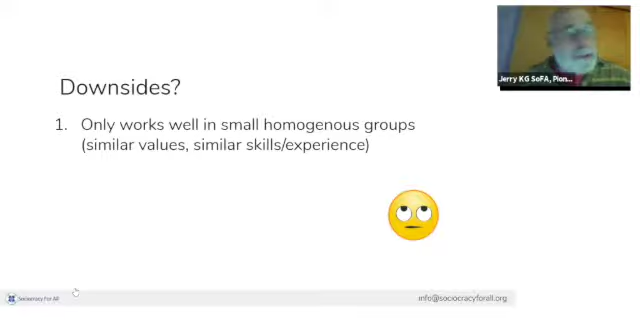 Jerry KG SoFA, Pion...
Downsides?
1. Only works well in small homogenous groups
(similar values, similar skills/experience)
Sociocracy For All
info@sociocracyforall.org